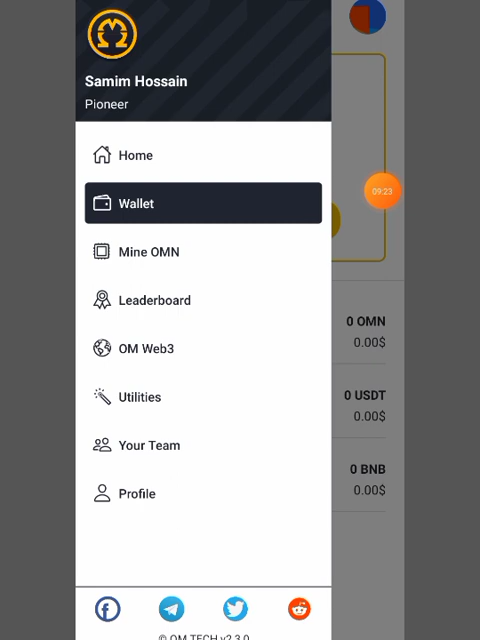 Samim Hossain
Pioneer
Home
Wallet
09:23
Mine OMN
Leaderboard
0 OMN
0.00$
OM Web3
Utilities
0 USDT
0.00$
Your Team
0 BNB
0.00$
Profile
© OM TECH v2.3.0